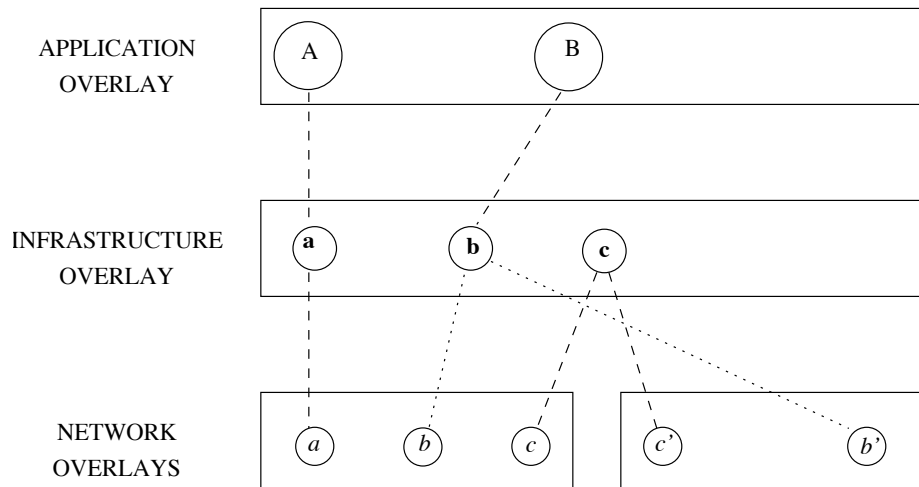 APPLICATION
OVERLAY
A
B
INFRASTRUCTURE
OVERLAY
a
b
c
NETWORK
OVERLAYS
a
b
c
c'
b'